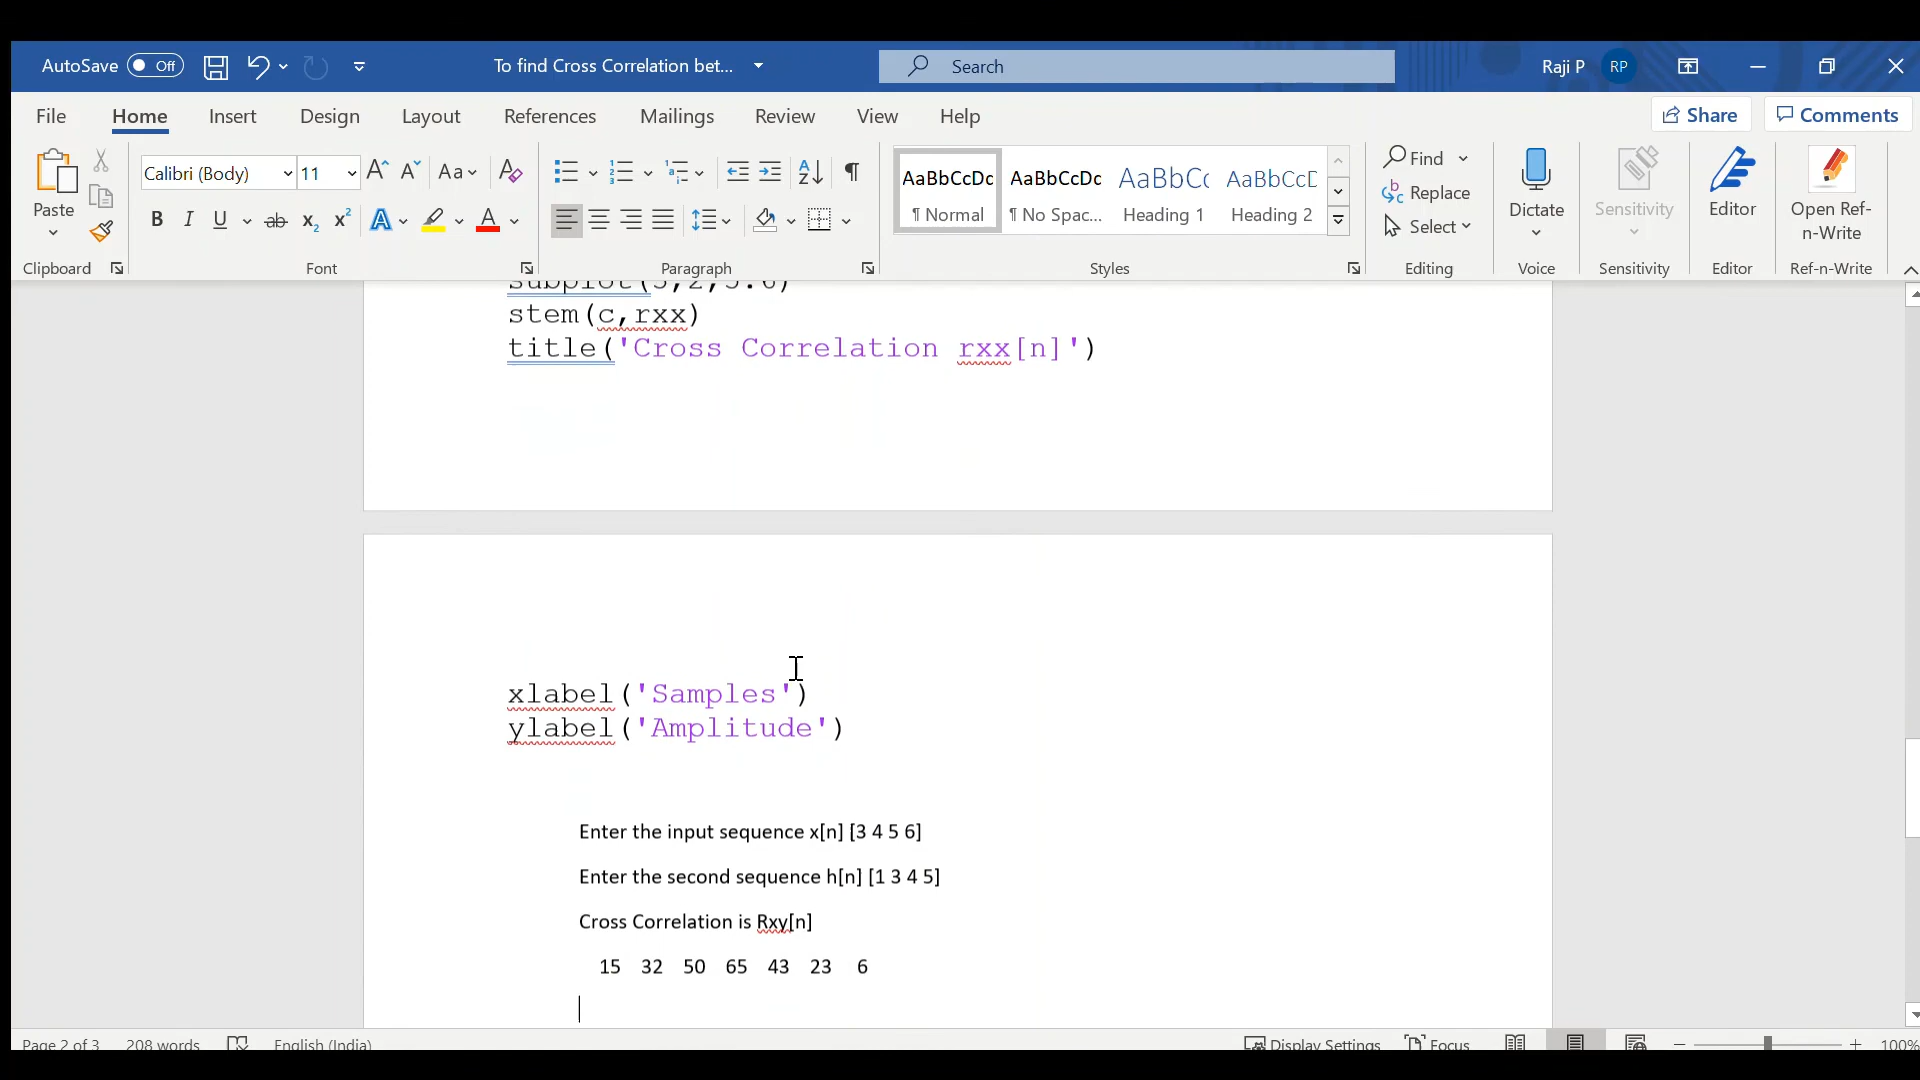 AutoSave Off To find Cross Correlation bet... Search Raji P RP
File Home Insert Design Layout References Mailings Review View Help Share Comments
Paste Calibri (Body) 11 A A Aa A
B I U ab x₂ x² A A
AaBbCcDc AaBbCcDc AaBbCc AaBbCcD
¶ Normal ¶ No Spac... Heading 1 Heading 2
Find
Replace
Select
Dictate
Sensitivity
Editor
Open Ref-
n-Write
Clipboard Font Paragraph Styles Editing Voice Sensitivity Editor Ref-n-Write
stem(c,rxx)
title('Cross Correlation rxx[n]')
xlabel('Samples')
ylabel('Amplitude')
Enter the input sequence x[n] [3 4 5 6]
Enter the second sequence h[n] [1 3 4 5]
Cross Correlation is Rxy[n]
15 32 50 65 43 23 6
Page 2 of 3 208 words English (India) Display Settings Focus 100%